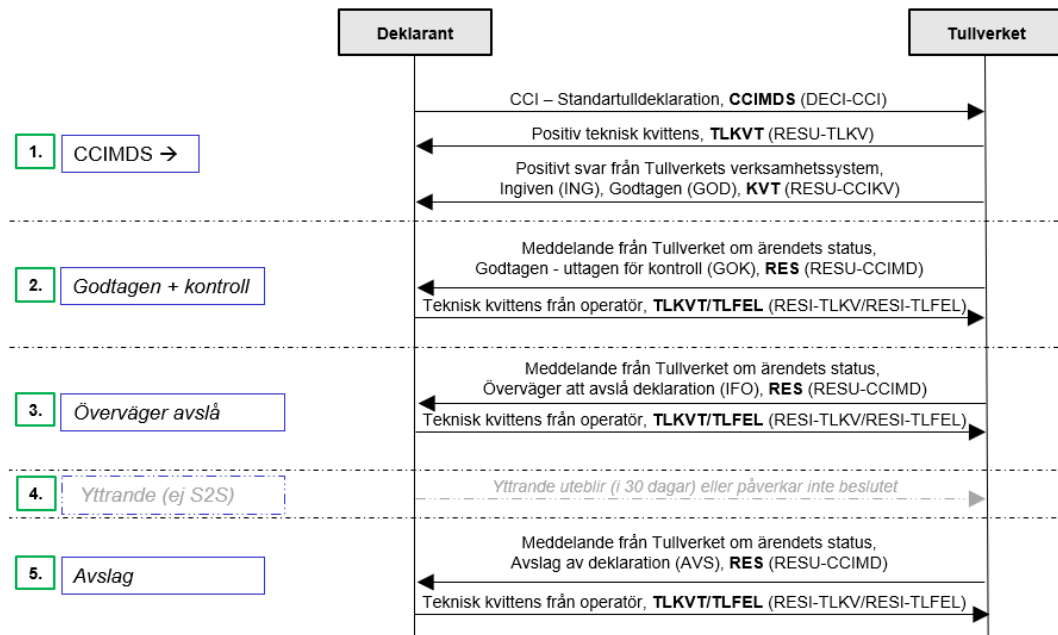 Deklarant
Tullverket
CCI – Standartulldeklaration, CCIMDS (DECI-CCI)
1.
CCIMDS →
Positiv teknisk kvittens, TLKVT (RESU-TLKV)
Positivt svar från Tullverkets verksamhetssystem,
Ingiven (ING), Godtagen (GOD), KVT (RESU-CCIKV)
2.
Godtagen + kontroll
Meddelande från Tullverket om ärendets status,
Godtagen - uttagen för kontroll (GOK), RES (RESU-CCIMD)
Teknisk kvittens från operatör, TLKVT/TLFEL (RESI-TLKV/RESI-TLFEL)
3.
Överväger avslå
Meddelande från Tullverket om ärendets status,
Överväger att avslå deklaration (IFO), RES (RESU-CCIMD)
Teknisk kvittens från operatör, TLKVT/TLFEL (RESI-TLKV/RESI-TLFEL)
4.
Yttrande (ej S2S)
Yttrande uteblir (i 30 dagar) eller påverkar inte beslutet
5.
Avslag
Meddelande från Tullverket om ärendets status,
Avslag av deklaration (AVS), RES (RESU-CCIMD)
Teknisk kvittens från operatör, TLKVT/TLFEL (RESI-TLKV/RESI-TLFEL)